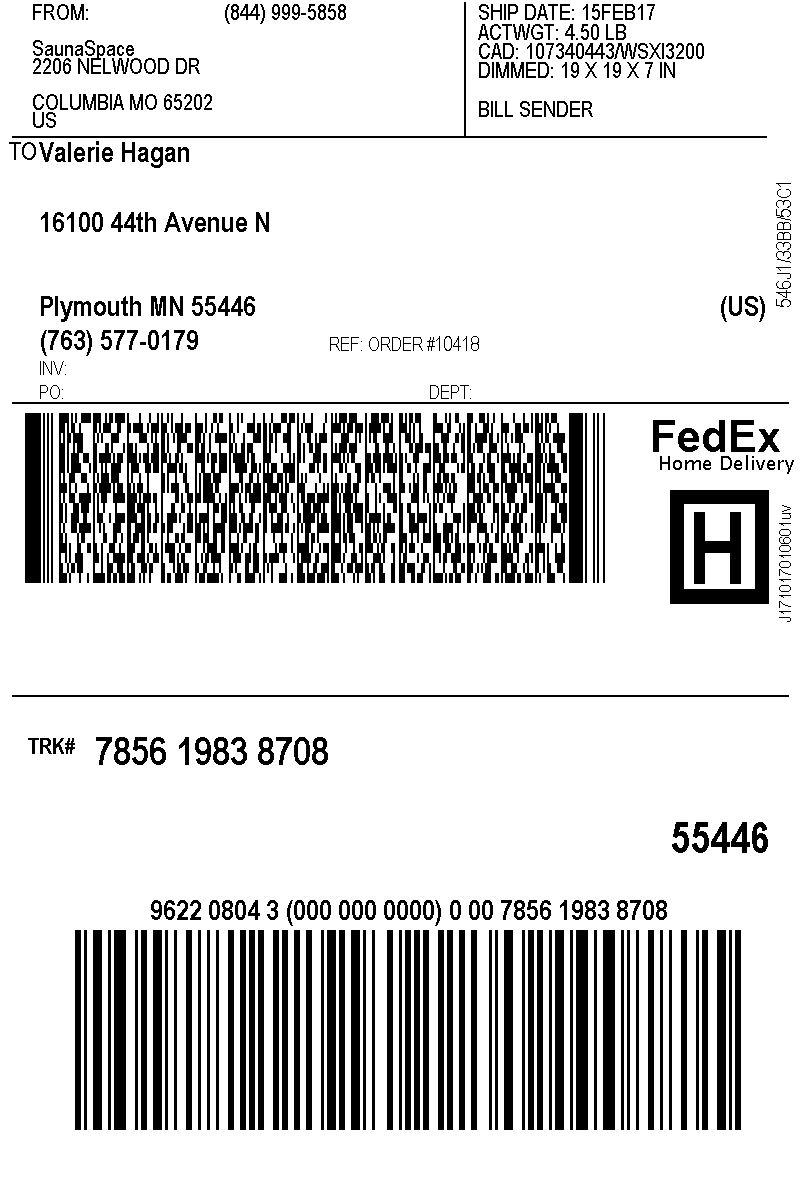 FROM: (844) 999-5858
SaunaSpace
2206 NELWOOD DR
COLUMBIA MO 65202
US
SHIP DATE: 15FEB17
ACTWGT: 4.50 LB
CAD: 107340443/WSXI3200
DIMMED: 19 X 19 X 7 IN
BILL SENDER
TO Valerie Hagan
16100 44th Avenue N
Plymouth MN 55446 (US)
(763) 577-0179 REF: ORDER #10418
INV:
PO: DEPT:
546J1/33BB/53C1
FedEx
Home Delivery
H
J171017010601uv
TRK# 7856 1983 8708
55446
9622 0804 3 (000 000 0000) 0 00 7856 1983 8708